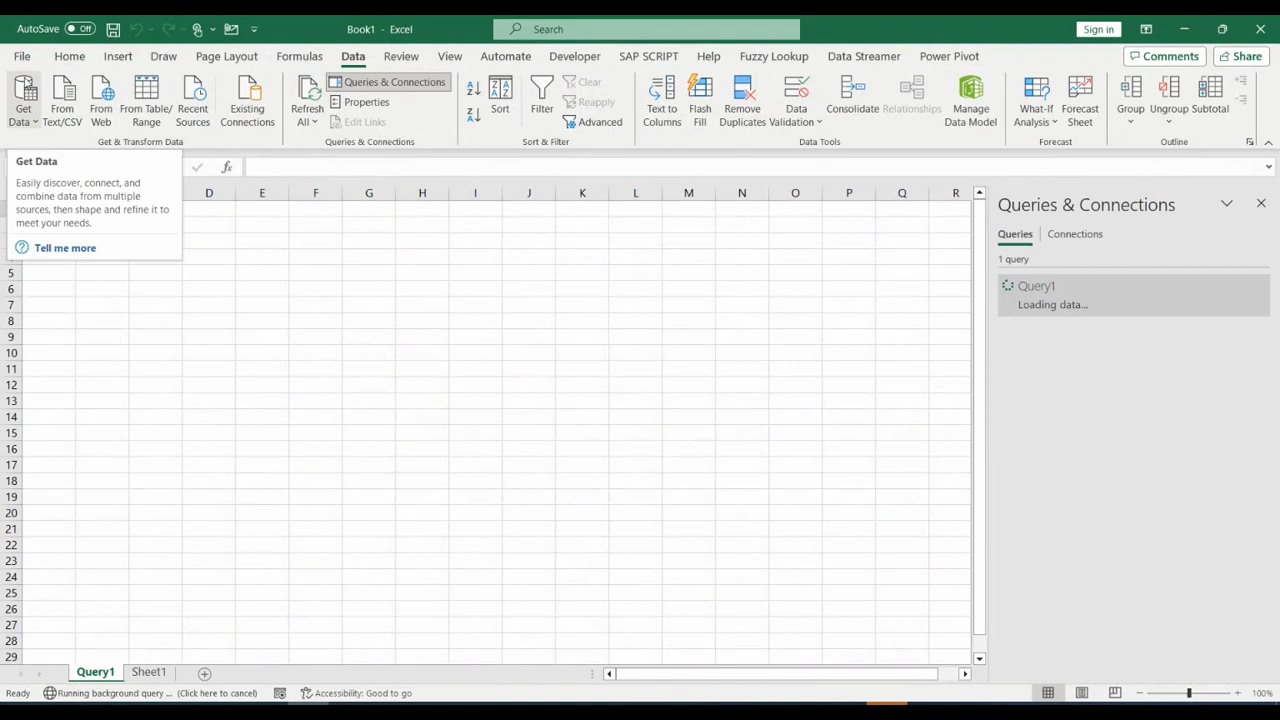 AutoSave Off Book1 - Excel Search Sign in
File Home Insert Draw Page Layout Formulas Data Review View Automate Developer SAP SCRIPT Help Fuzzy Lookup Data Streamer Power Pivot Comments Share
Get Data
From Text/CSV
From Web
From Table/ Range
Recent Sources
Existing Connections
Get & Transform Data
Refresh All
Queries & Connections
Properties
Edit Links
Queries & Connections
Sort
Filter
Clear
Reapply
Advanced
Sort & Filter
Text to Columns
Flash Fill
Remove Duplicates
Data Validation
Consolidate
Relationships
Manage Data Model
Data Tools
What-If Analysis
Forecast Sheet
Forecast
Group
Ungroup
Subtotal
Outline
Get Data
Easily discover, connect, and
combine data from multiple
sources, then shape and refine it to
meet your needs.
Tell me more
fx
D E F G H I J K L M N O P Q R
5
6
7
8
9
10
11
12
13
14
15
16
17
18
19
20
21
22
23
24
25
26
27
28
29
Queries & Connections
Queries Connections
1 query
Query1
Loading data...
Query1 Sheet1
Ready Running background query ... (Click here to cancel) Accessibility: Good to go 100%